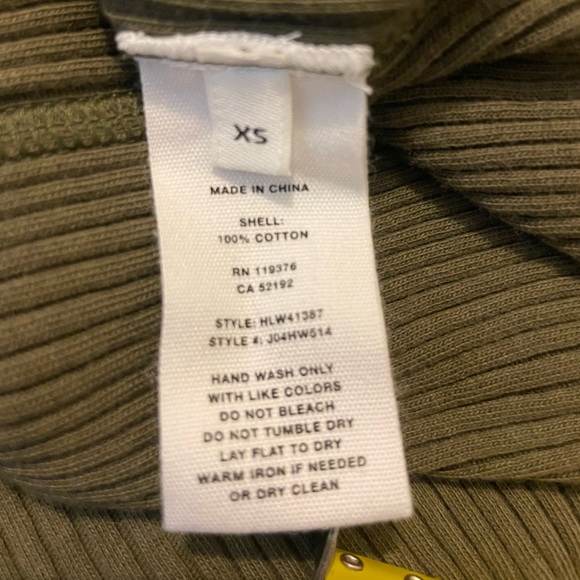 XS
MADE IN CHINA
SHELL:
100% COTTON
RN 119376
CA 52192
STYLE: HLW41387
STYLE #: J04HW514
HAND WASH ONLY
WITH LIKE COLORS
DO NOT BLEACH
DO NOT TUMBLE DRY
LAY FLAT TO DRY
WARM IRON IF NEEDED
OR DRY CLEAN